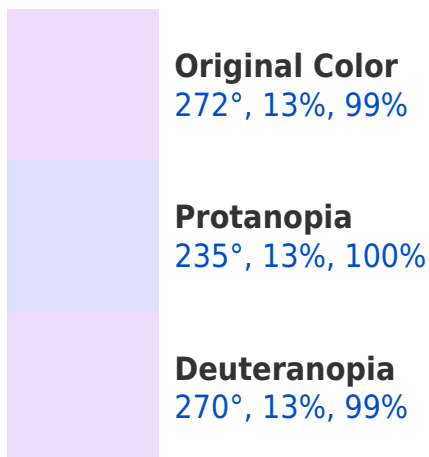 Original Color
272°, 13%, 99%
Protanopia
235°, 13%, 100%
Deuteranopia
270°, 13%, 99%